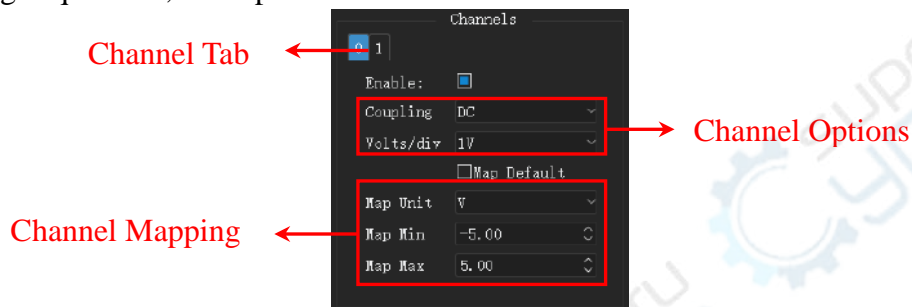 Channels
0 1
Channel Tab
Enable:
Coupling DC
Volts/div 1V
Channel Options
Map Default
Map Unit V
Channel Mapping
Map Min -5.00
Map Max 5.00